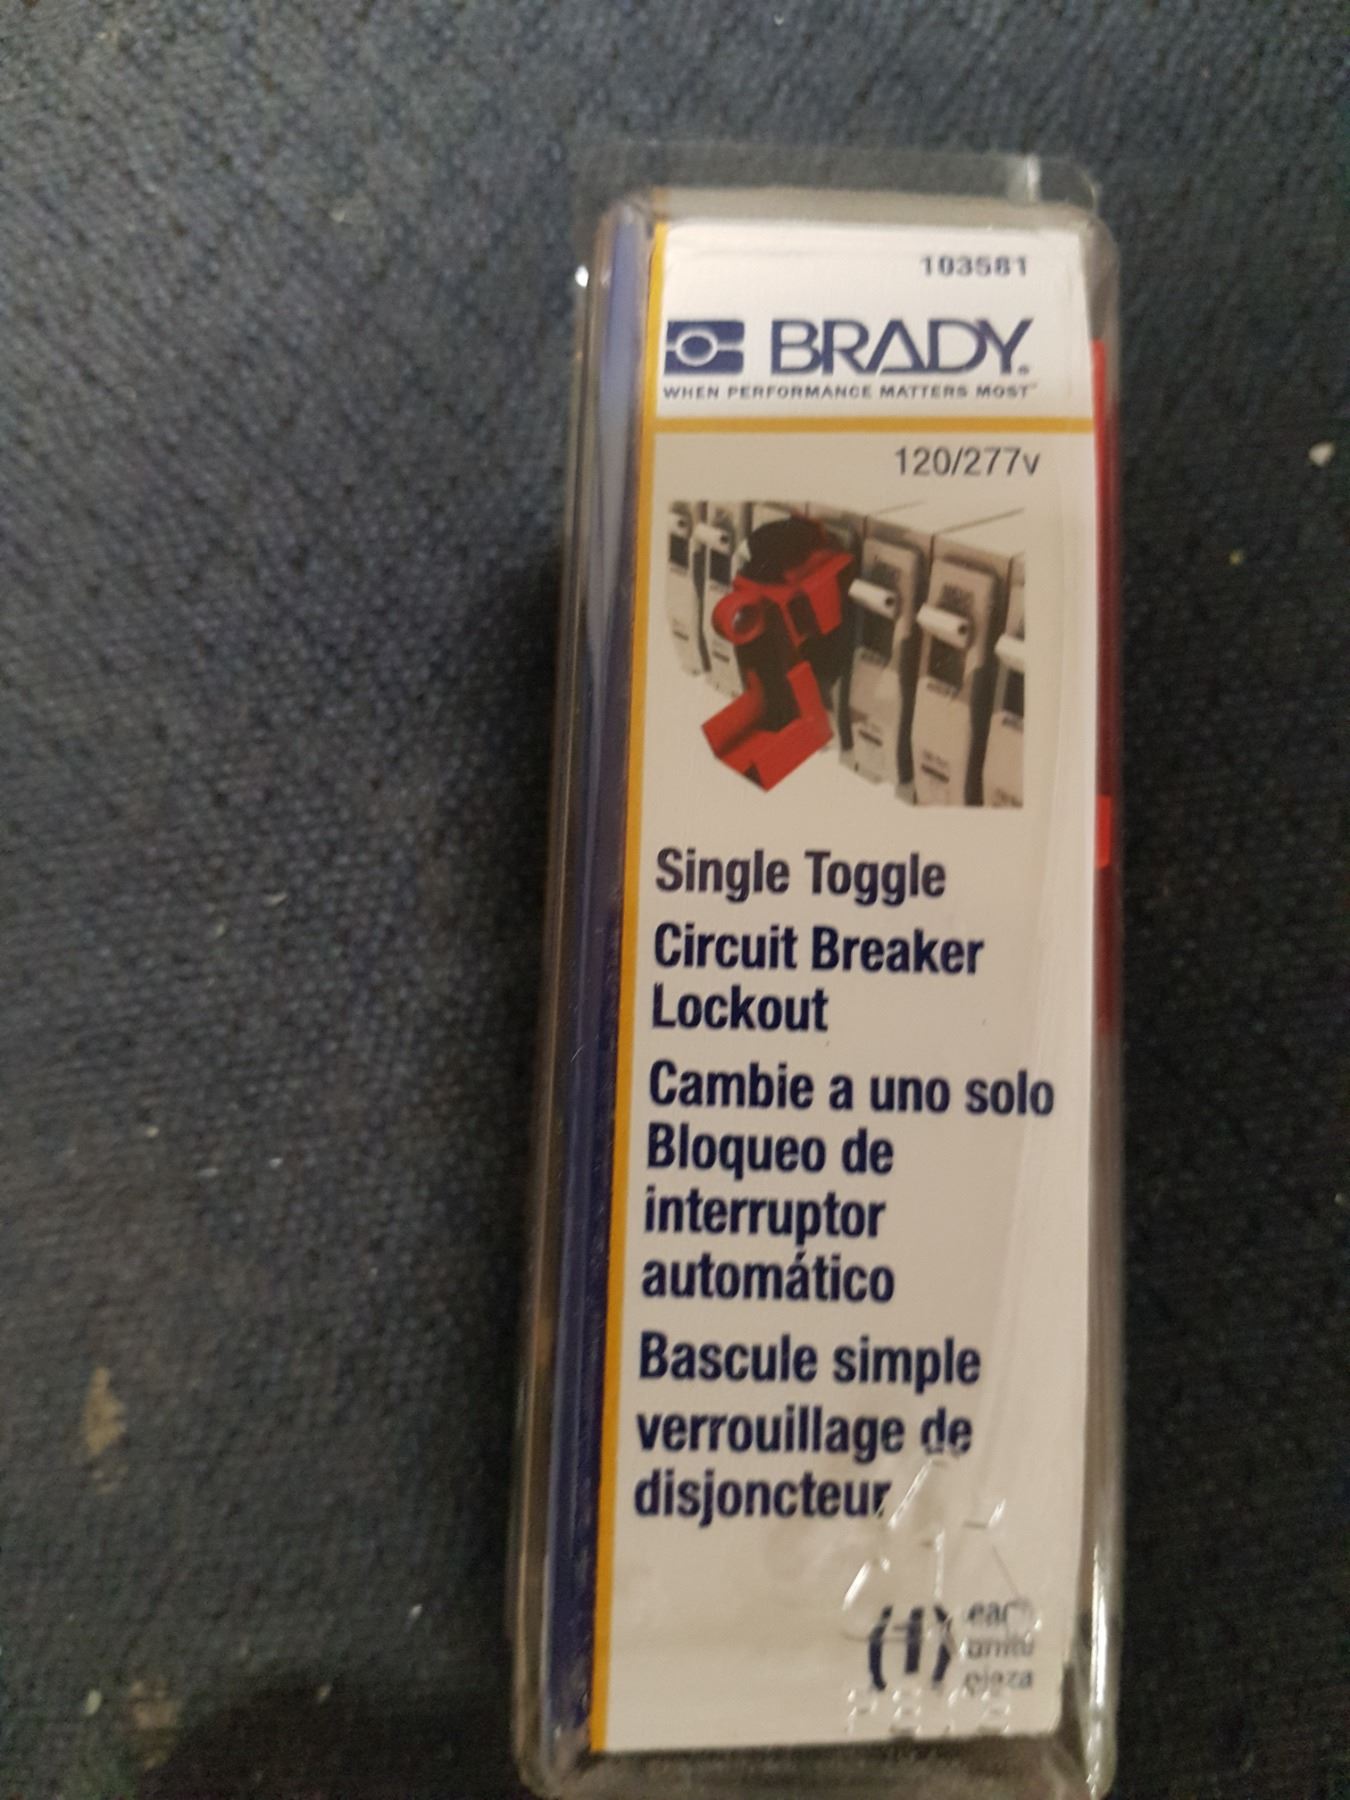 103581
BRADY®
WHEN PERFORMANCE MATTERS MOST™
120/277v
Single Toggle
Circuit Breaker
Lockout
Cambie a uno solo
Bloqueo de
interruptor
automático
Bascule simple
verrouillage de
disjoncteur
(1)